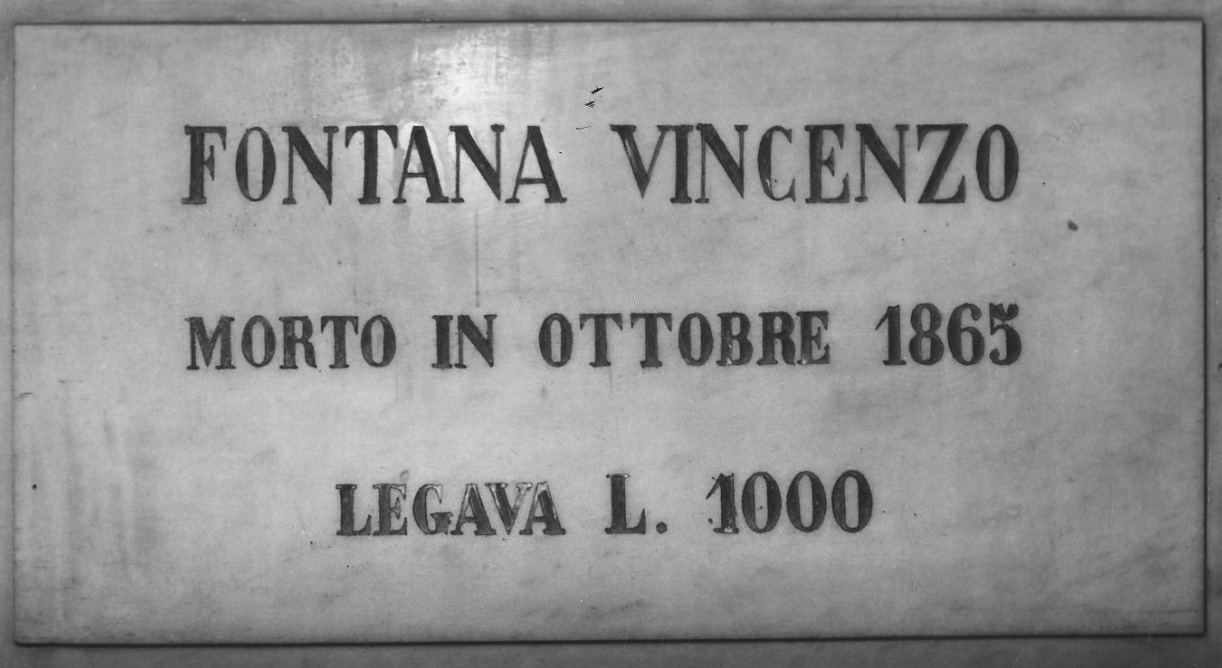 FONTANA VINCENZO
MORTO IN OTTOBRE 1865
LEGAVA L. 1000